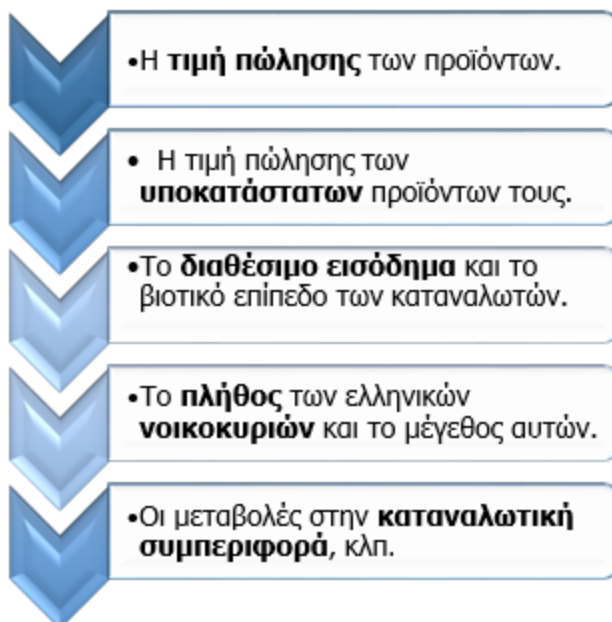 •Η τιμή πώλησης των προϊόντων.
• Η τιμή πώλησης των
υποκατάστατων προϊόντων τους.
•Το διαθέσιμο εισόδημα και το
βιοτικό επίπεδο των καταναλωτών.
•Το πλήθος των ελληνικών
νοικοκυριών και το μέγεθος αυτών.
•Οι μεταβολές στην καταναλωτική
συμπεριφορά, κλπ.